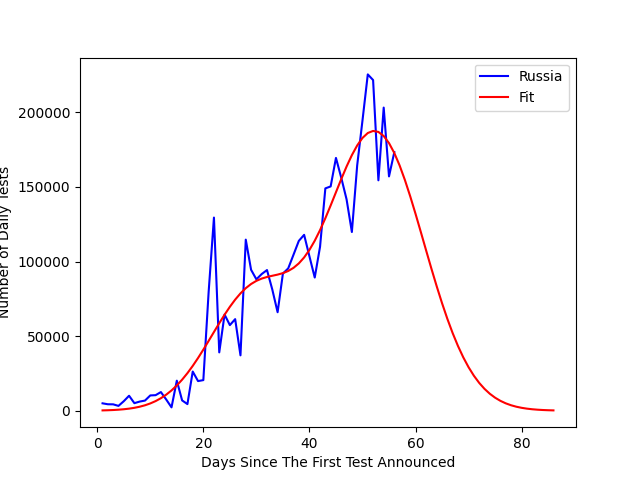 Russia
Fit
200000
150000
100000
50000
0
0 20 40 60 80
Days Since The First Test Announced
Number of Daily Tests